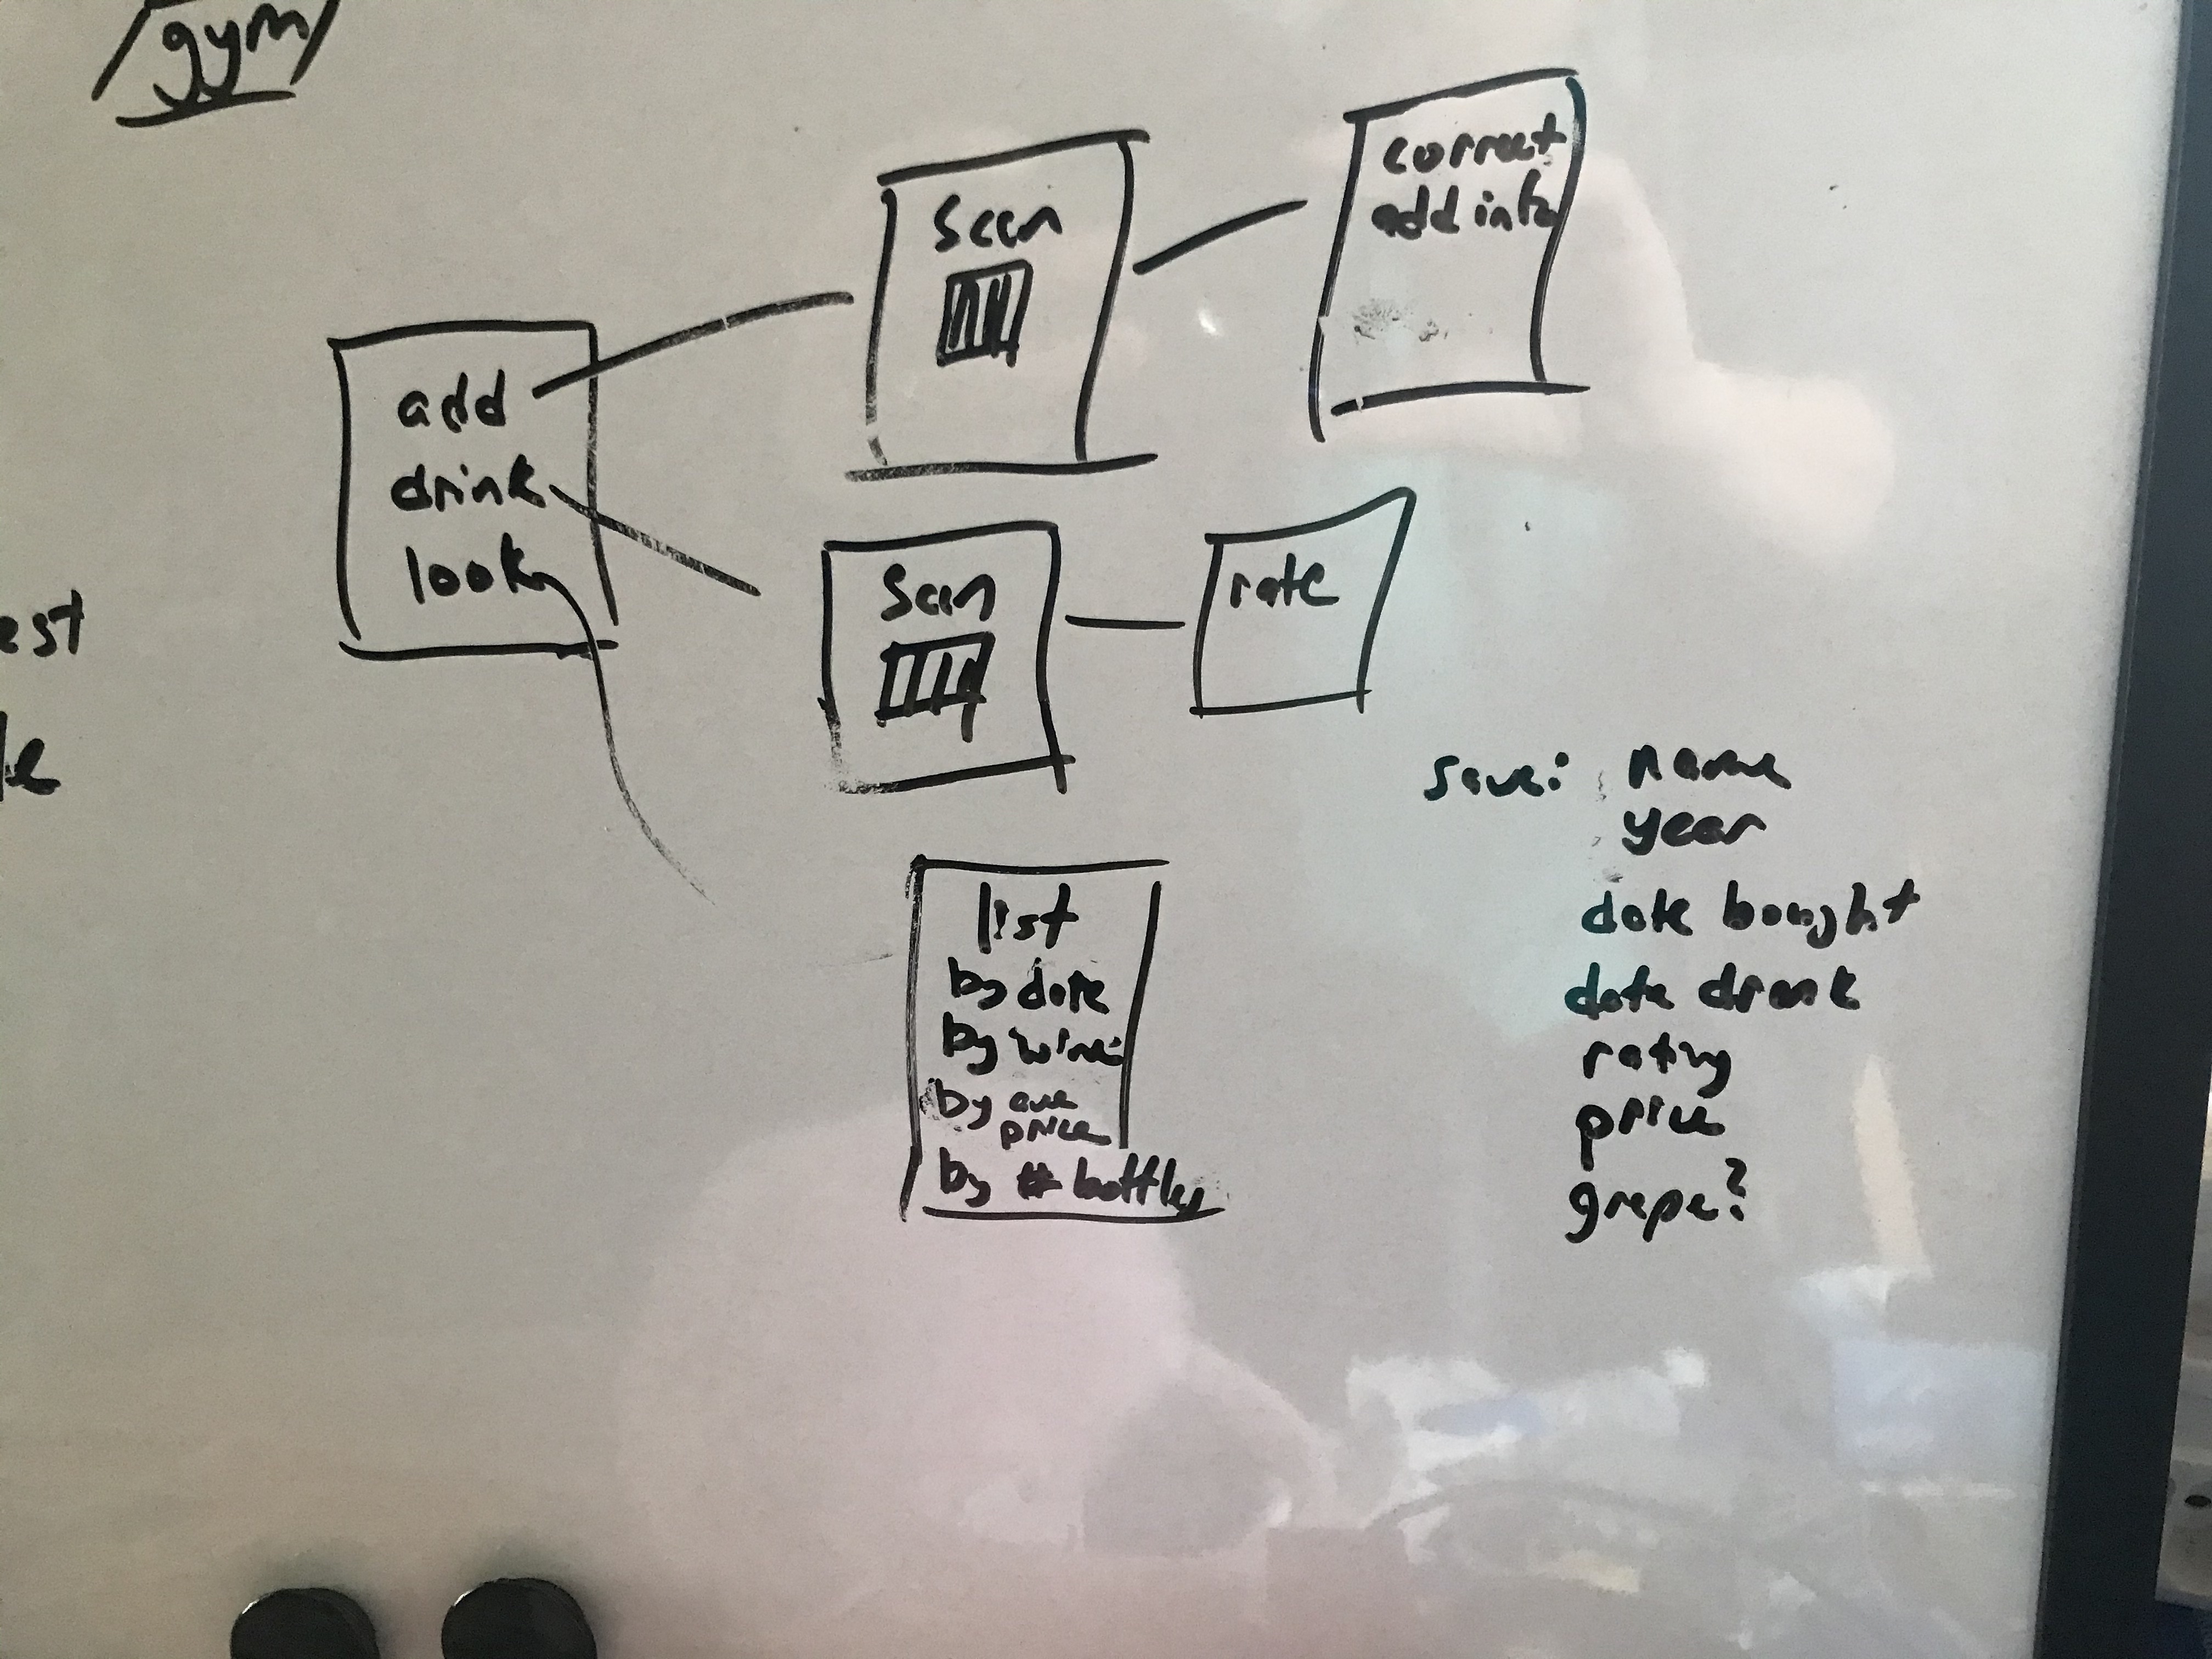 /gym/
est
le
add
drink
look
scan
correct
add info
scan
rate
list
by date
by wine
by ave
price
by # bottles
save: name
year
date bought
date drank
rating
price
grape?